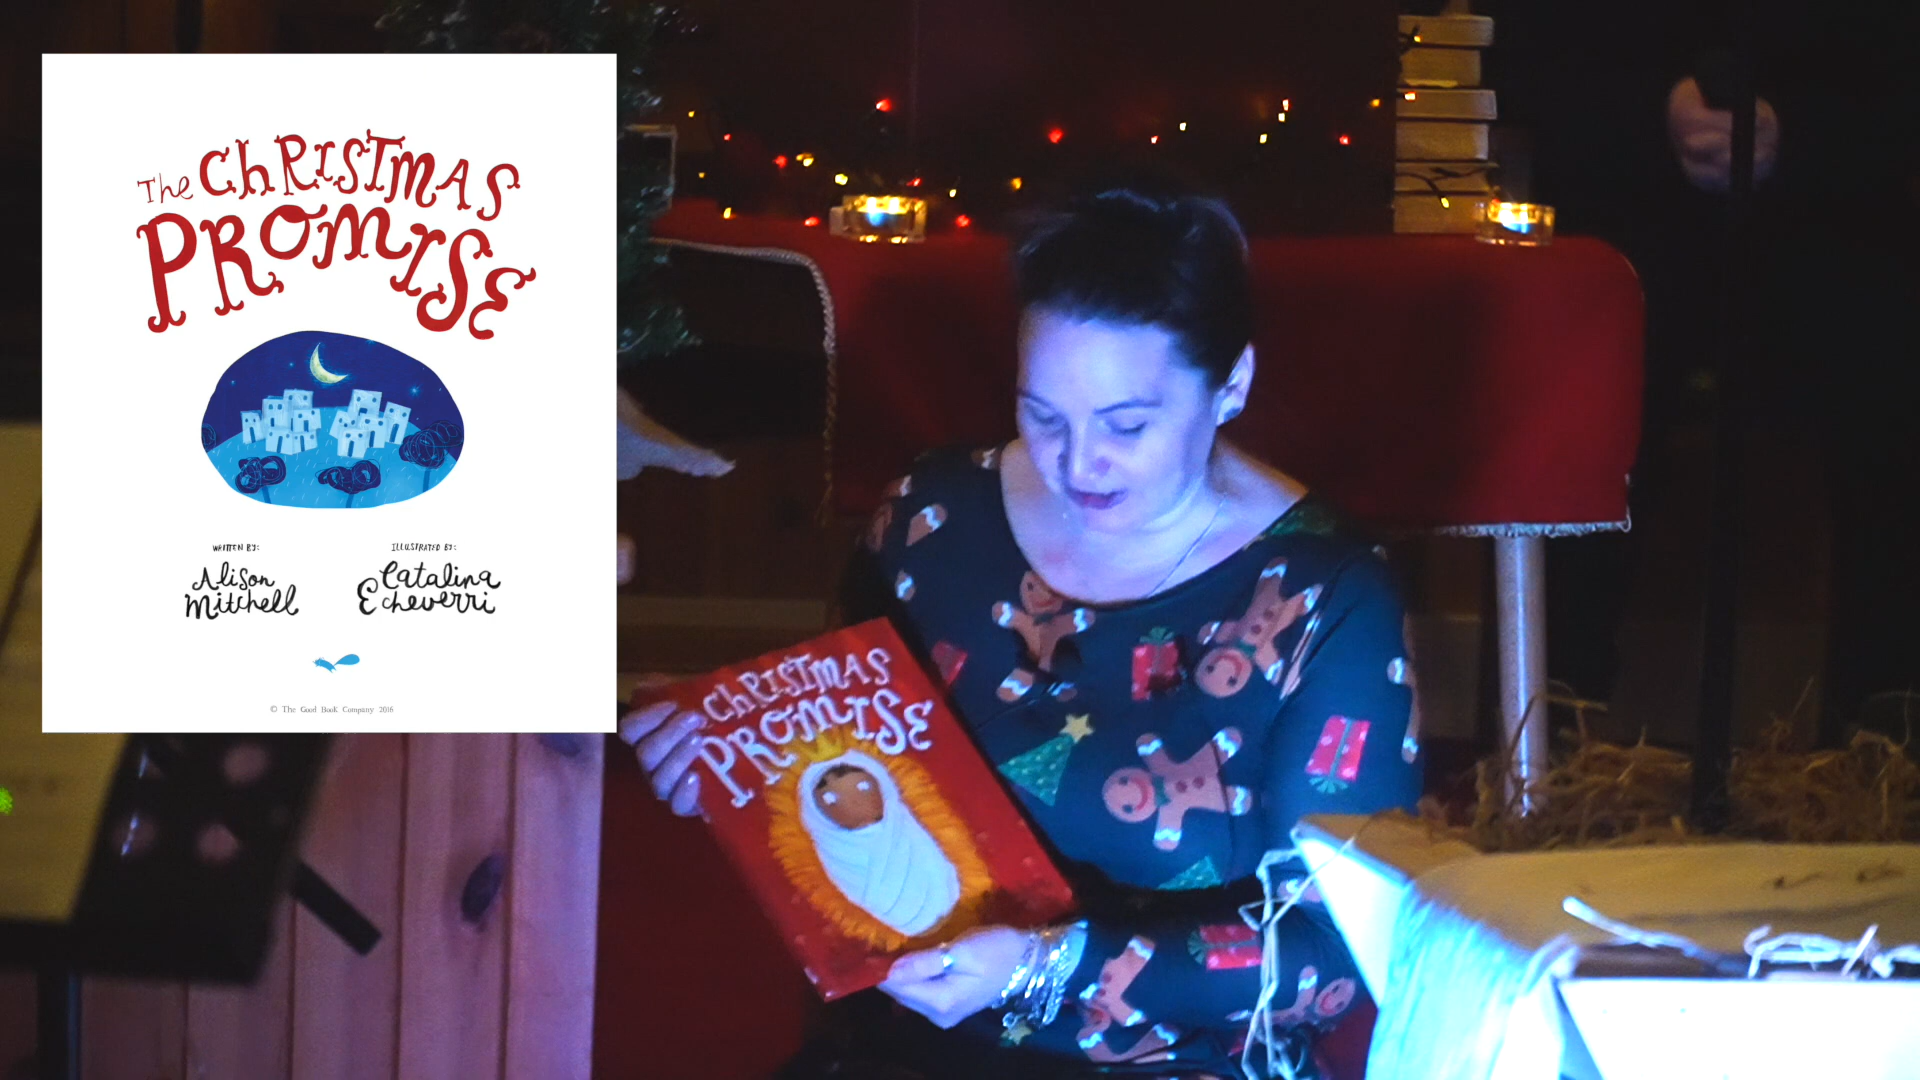 The CHRISTMAS
PROMISE
WRITTEN BY:
Alison
Mitchell
ILLUSTRATED BY:
Catalina
Echeverri
© The Good Book Company 2016
CHRISTMAS
PROMISE